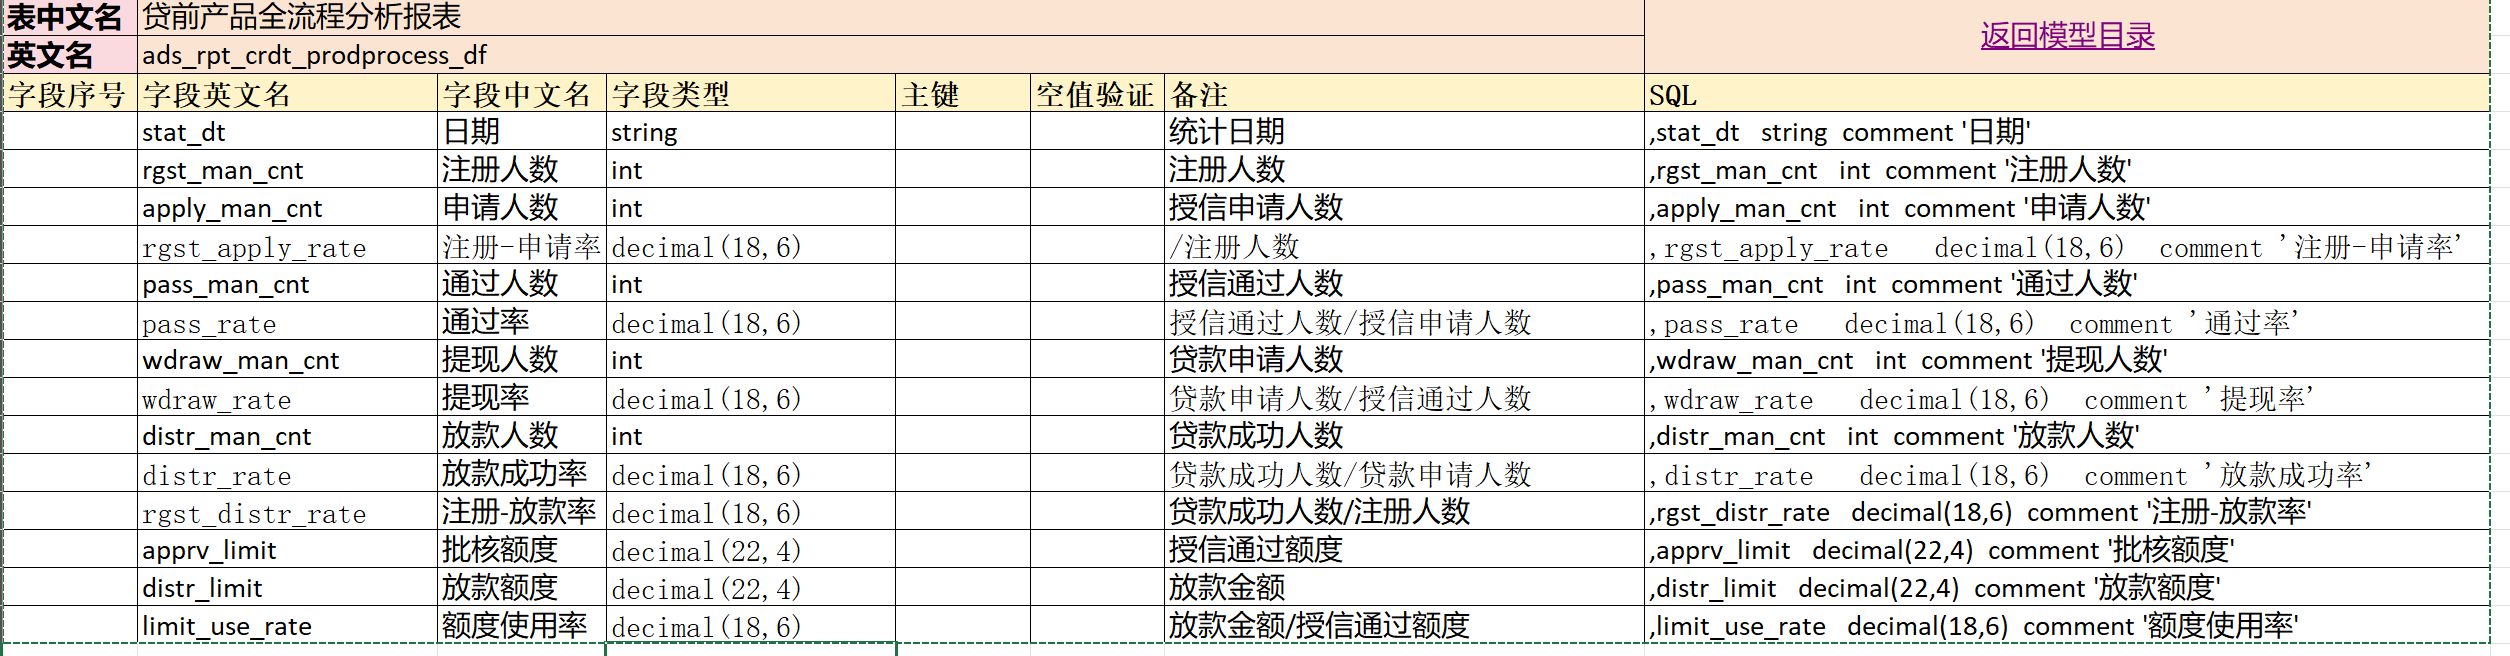 表中文名 贷前产品全流程分析报表 返回模型目录
英文名 ads_rpt_crdt_prodprocess_df
字段序号 字段英文名 字段中文名 字段类型 主键 空值验证 备注 SQL
stat_dt 日期 string 统计日期 ,stat_dt string comment '日期'
rgst_man_cnt 注册人数 int 注册人数 ,rgst_man_cnt int comment '注册人数'
apply_man_cnt 申请人数 int 授信申请人数 ,apply_man_cnt int comment '申请人数'
rgst_apply_rate 注册-申请率 decimal(18,6) /注册人数 ,rgst_apply_rate decimal(18,6) comment '注册-申请率'
pass_man_cnt 通过人数 int 授信通过人数 ,pass_man_cnt int comment '通过人数'
pass_rate 通过率 decimal(18,6) 授信通过人数/授信申请人数 ,pass_rate decimal(18,6) comment '通过率'
wdraw_man_cnt 提现人数 int 贷款申请人数 ,wdraw_man_cnt int comment '提现人数'
wdraw_rate 提现率 decimal(18,6) 贷款申请人数/授信通过人数 ,wdraw_rate decimal(18,6) comment '提现率'
distr_man_cnt 放款人数 int 贷款成功人数 ,distr_man_cnt int comment '放款人数'
distr_rate 放款成功率 decimal(18,6) 贷款成功人数/贷款申请人数 ,distr_rate decimal(18,6) comment '放款成功率'
rgst_distr_rate 注册-放款率 decimal(18,6) 贷款成功人数/注册人数 ,rgst_distr_rate decimal(18,6) comment '注册-放款率'
apprv_limit 批核额度 decimal(22,4) 授信通过额度 ,apprv_limit decimal(22,4) comment '批核额度'
distr_limit 放款额度 decimal(22,4) 放款金额 ,distr_limit decimal(22,4) comment '放款额度'
limit_use_rate 额度使用率 decimal(18,6) 放款金额/授信通过额度 ,limit_use_rate decimal(18,6) comment '额度使用率'